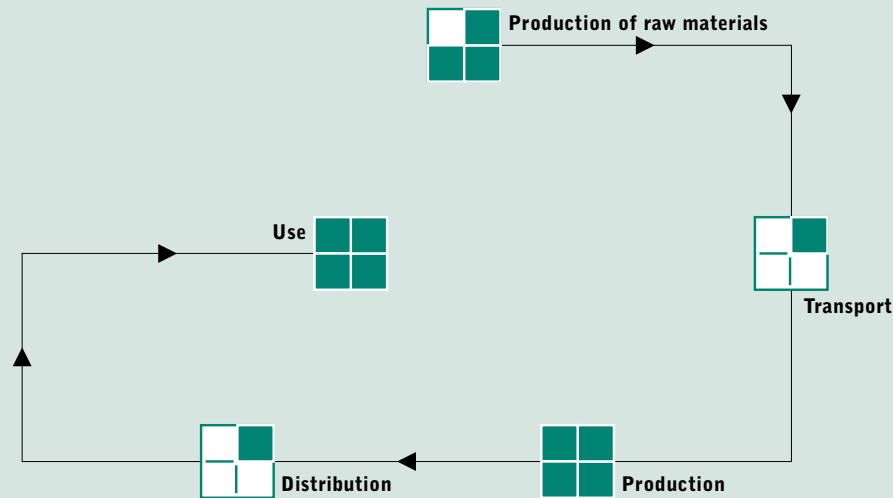 Production of raw materials
Use
Transport
Distribution
Production